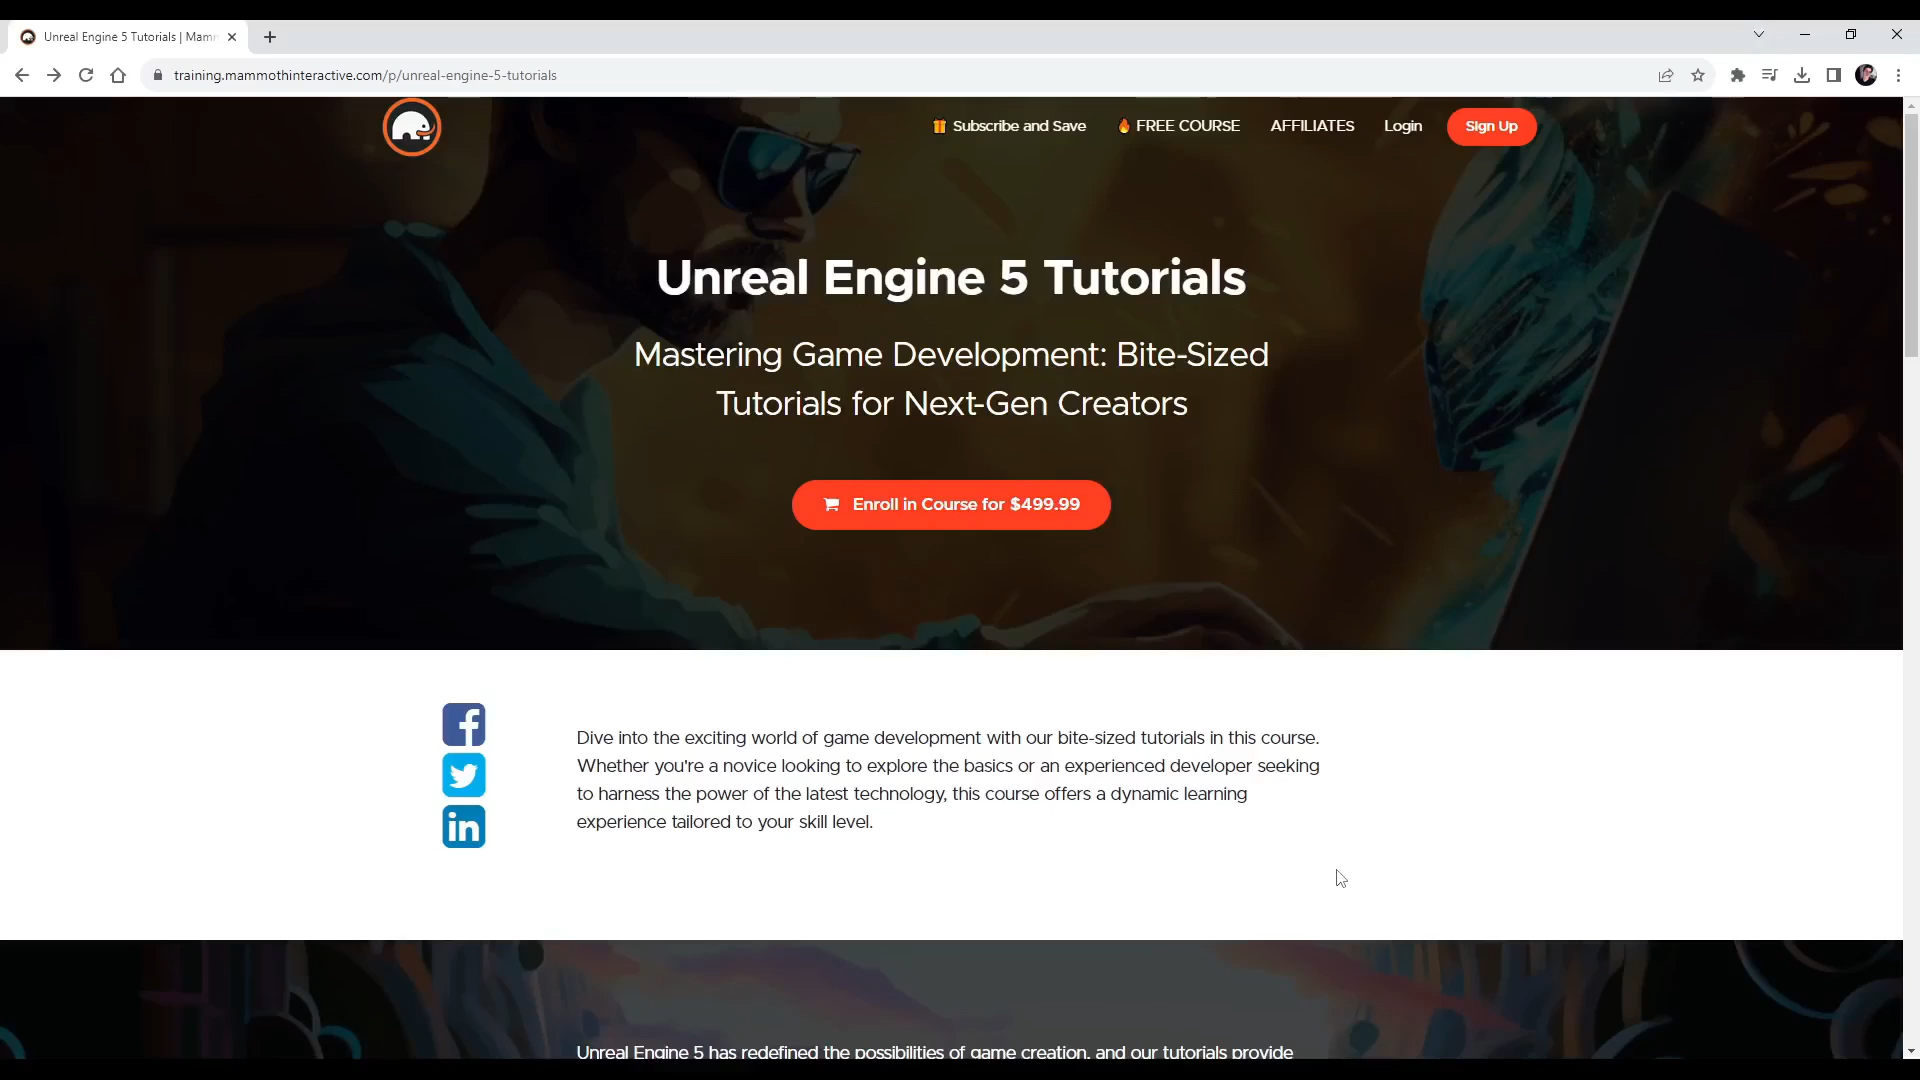 Unreal Engine 5 Tutorials | Mam
training.mammothinteractive.com/p/unreal-engine-5-tutorials
Subscribe and Save
FREE COURSE
AFFILIATES
Login
Sign Up
Unreal Engine 5 Tutorials
Mastering Game Development: Bite-Sized
Tutorials for Next-Gen Creators
Enroll in Course for $499.99
Dive into the exciting world of game development with our bite-sized tutorials in this course.
Whether you're a novice looking to explore the basics or an experienced developer seeking
to harness the power of the latest technology, this course offers a dynamic learning
experience tailored to your skill level.
Unreal Engine 5 has redefined the possibilities of game creation, and our tutorials provide